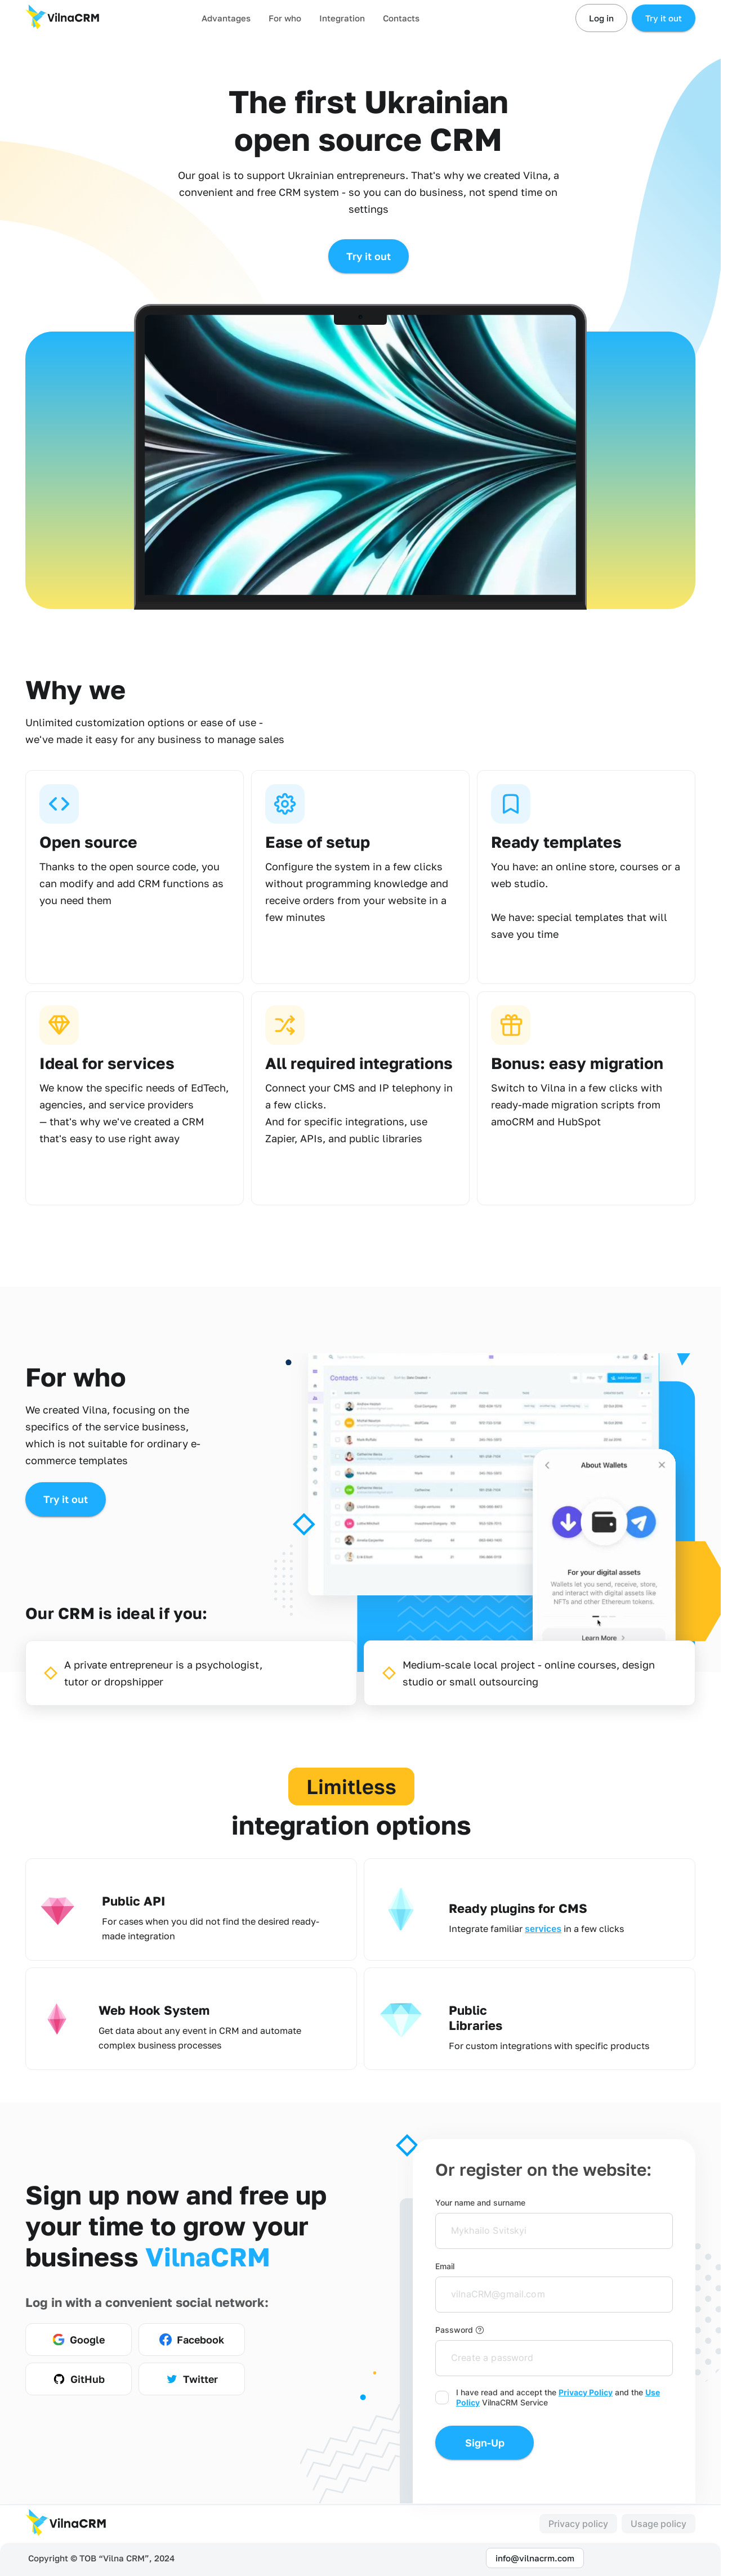 VilnaCRM
Advantages
For who
Integration
Contacts
Log in
Try it out
The first Ukrainian
open source CRM
Our goal is to support Ukrainian entrepreneurs. That's why we created Vilna, a
convenient and free CRM system - so you can do business, not spend time on
settings
Try it out
Why we
Unlimited customization options or ease of use -
we've made it easy for any business to manage sales
Open source
Thanks to the open source code, you
can modify and add CRM functions as
you need them
Ease of setup
Configure the system in a few clicks
without programming knowledge and
receive orders from your website in a
few minutes
Ready templates
You have: an online store, courses or a
web studio.
We have: special templates that will
save you time
Ideal for services
We know the specific needs of EdTech,
agencies, and service providers
— that's why we've created a CRM
that's easy to use right away
All required integrations
Connect your CMS and IP telephony in
a few clicks.
And for specific integrations, use
Zapier, APIs, and public libraries
Bonus: easy migration
Switch to Vilna in a few clicks with
ready-made migration scripts from
amoCRM and HubSpot
For who
We created Vilna, focusing on the
specifics of the service business,
which is not suitable for ordinary e-
commerce templates
Try it out
Contacts
About Wallets
For your digital assets
Wallets let you send, receive, store,
and interact with digital assets like
NFTs and other Ethereum tokens.
Learn More
Our CRM is ideal if you:
A private entrepreneur is a psychologist,
tutor or dropshipper
Medium-scale local project - online courses, design
studio or small outsourcing
Limitless
integration options
Public API
For cases when you did not find the desired ready-
made integration
Ready plugins for CMS
Integrate familiar services in a few clicks
Web Hook System
Get data about any event in CRM and automate
complex business processes
Public
Libraries
For custom integrations with specific products
Sign up now and free up
your time to grow your
business VilnaCRM
Log in with a convenient social network:
Google
Facebook
GitHub
Twitter
Or register on the website:
Your name and surname
Mykhailo Svitskyi
Email
vilnaCRM@gmail.com
Password
Create a password
I have read and accept the Privacy Policy and the Use
Policy VilnaCRM Service
Sign-Up
VilnaCRM
Privacy policy
Usage policy
Copyright © ТОВ “Vilna CRM”, 2024
info@vilnacrm.com